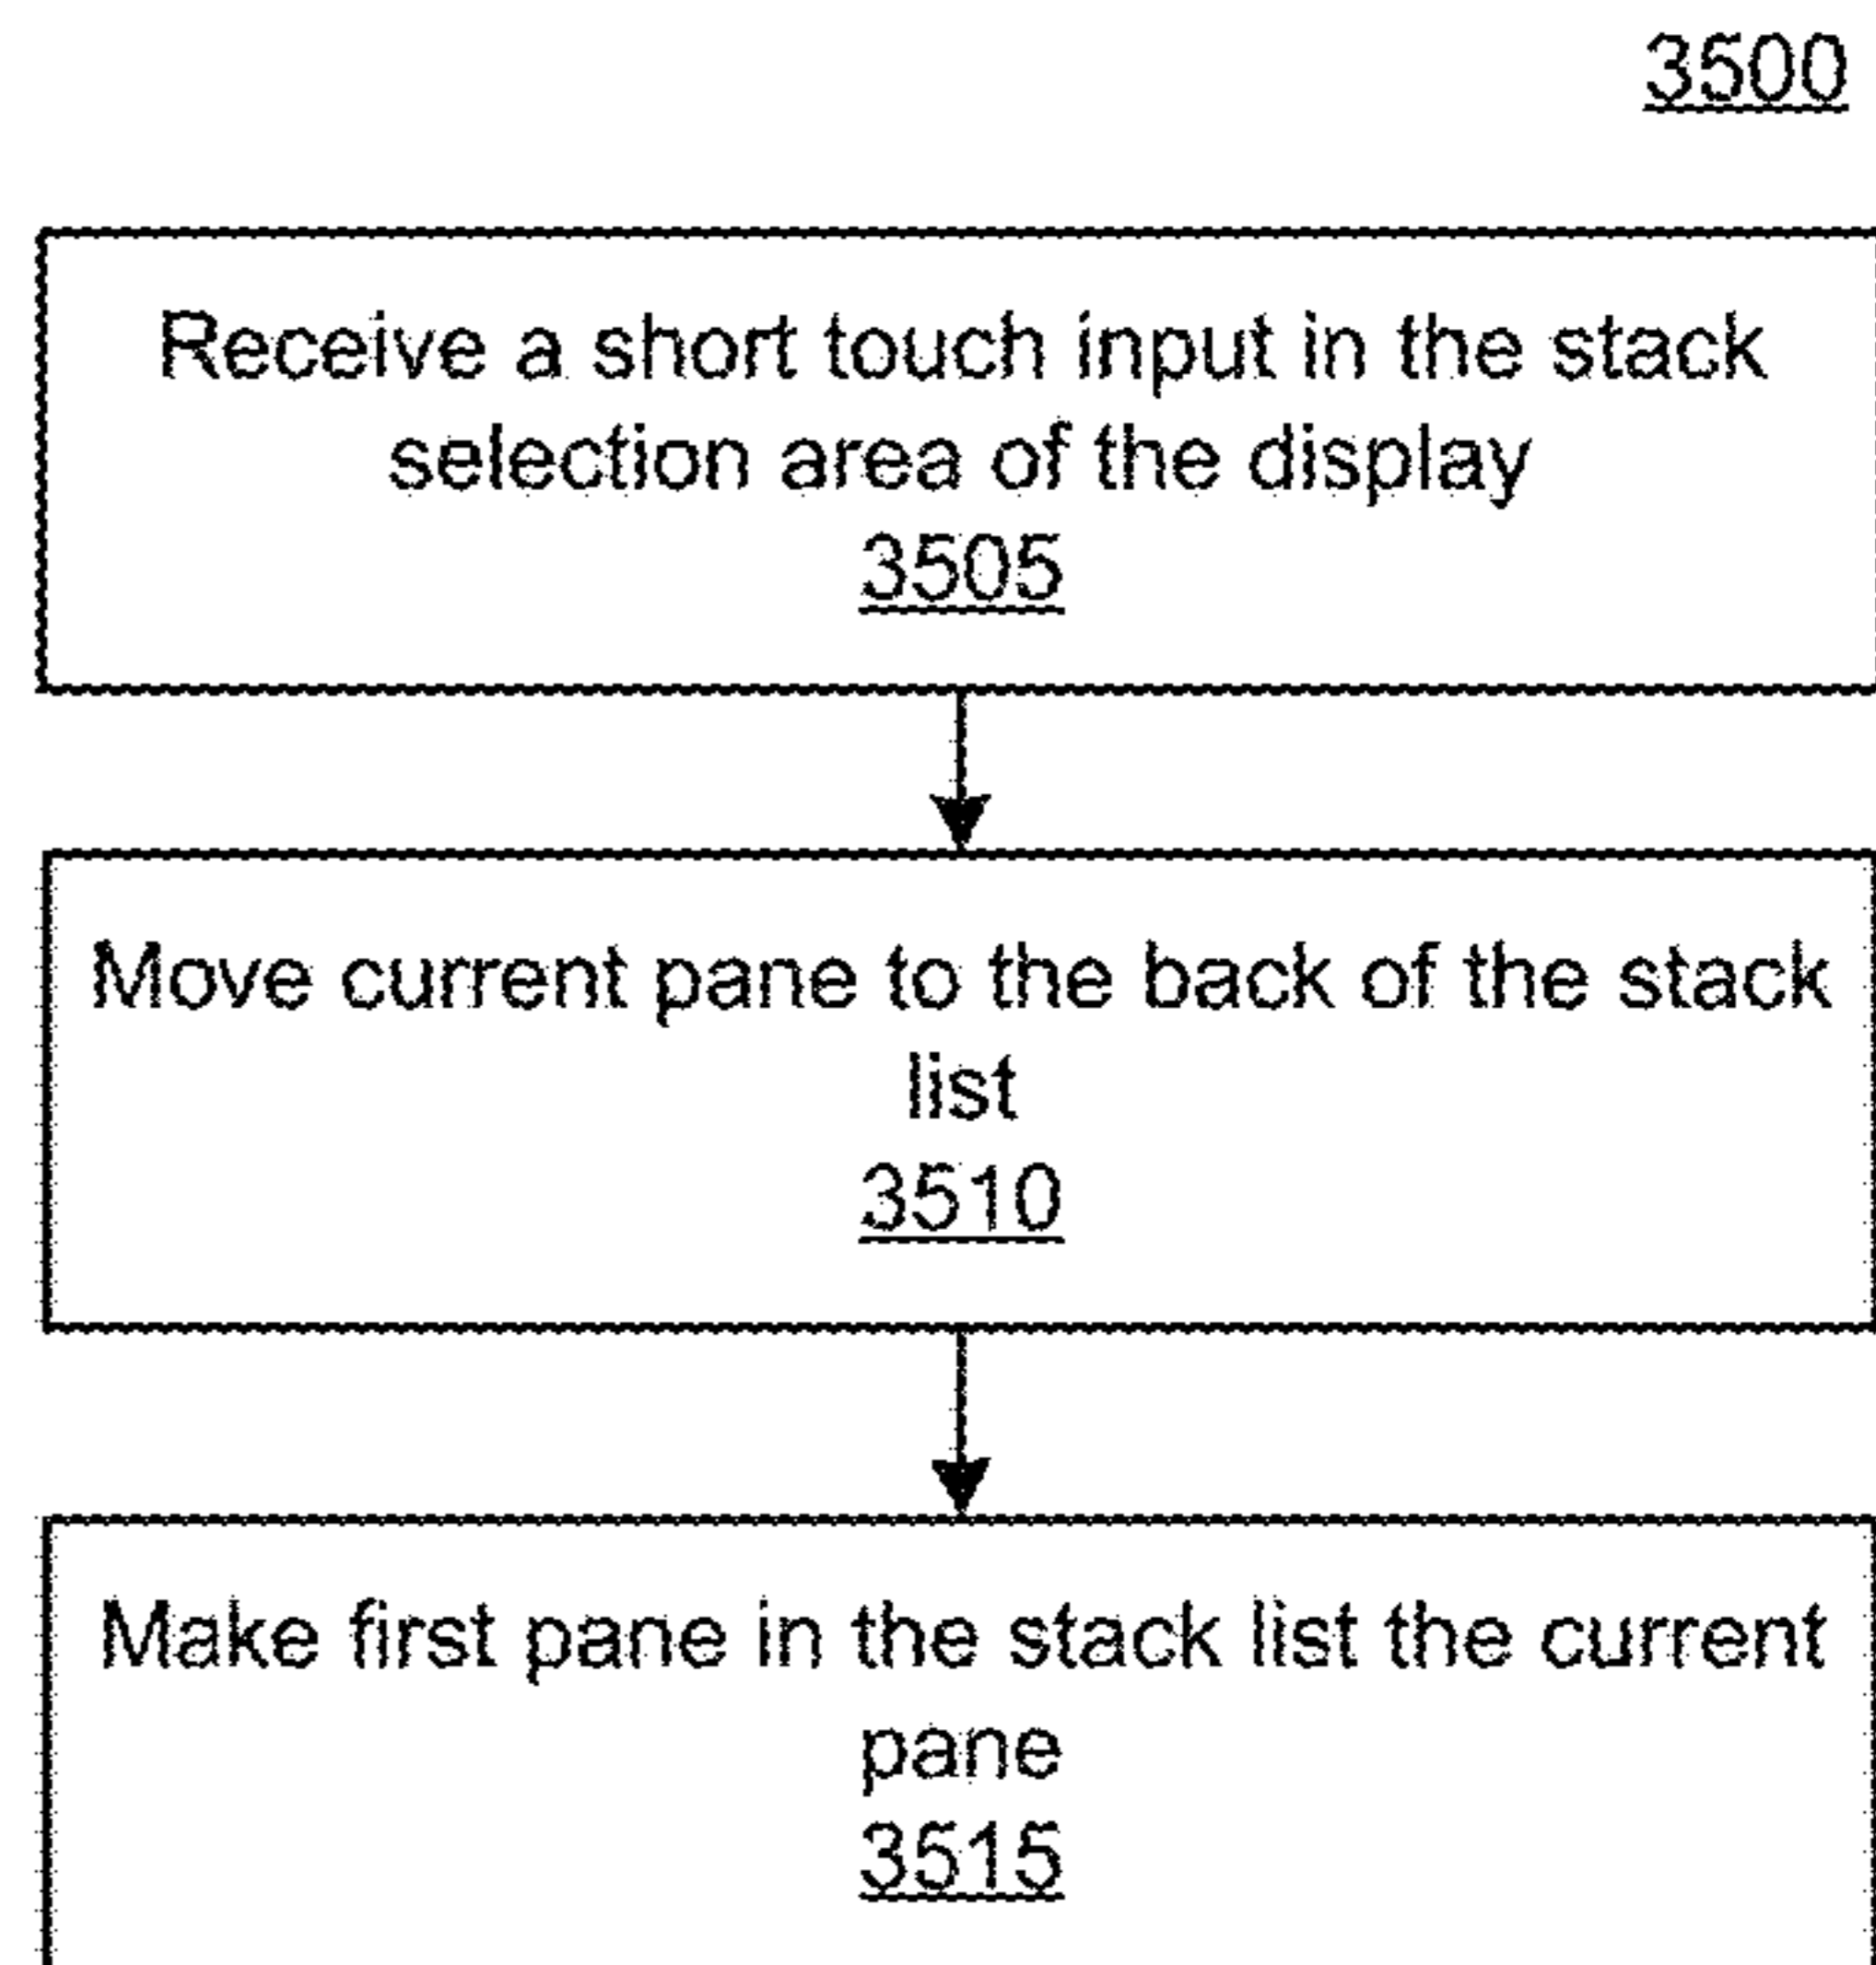 3500
Receive a short touch input in the stack
selection area of the display
3505
Move current pane to the back of the stack
list
3510
Make first pane in the stack list the current
pane
3515